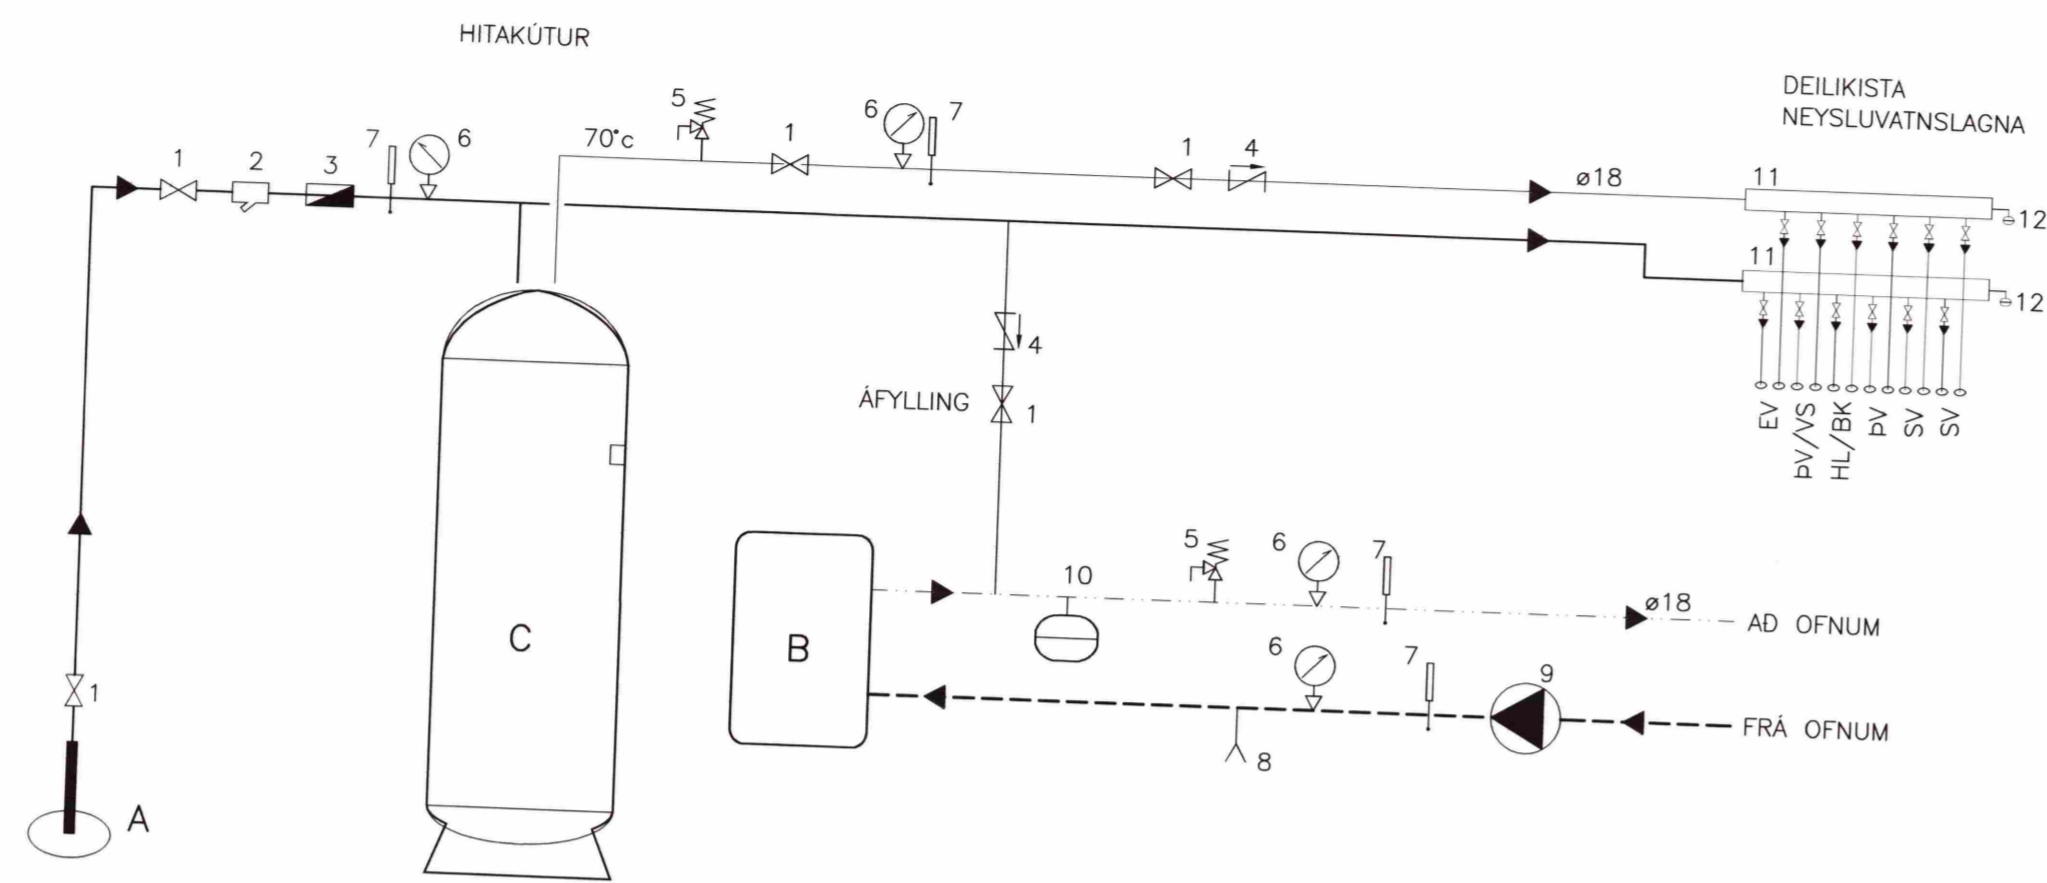 HITAKÚTUR
DEILIKISTA
NEYSLUVATNSLAGNA
1
2
3
7
6
70°c
5
1
6
7
1
4
ø18
11
12
11
12
4
ÁFYLLING
1
EV
ÞV/VS
HL/BK
ÞV
SV
SV
1
A
C
B
10
5
6
7
ø18
AÐ OFNUM
6
7
9
8
FRÁ OFNUM